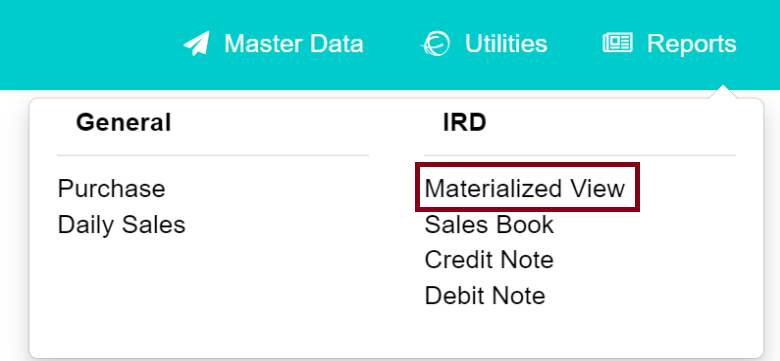 Master Data
Utilities
Reports
General
Purchase
Daily Sales
IRD
Materialized View
Sales Book
Credit Note
Debit Note